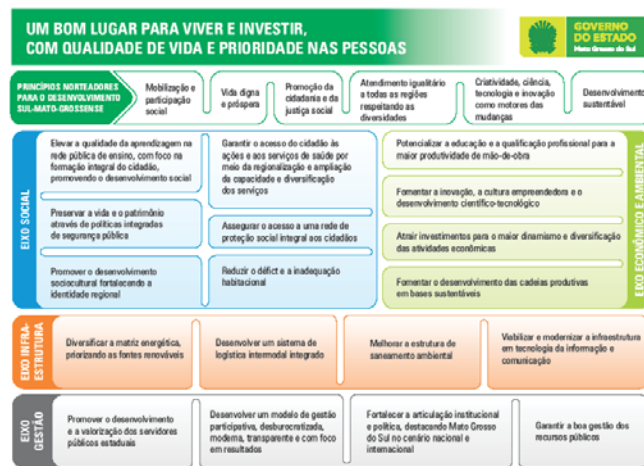 UM BOM LUGAR PARA VIVER E INVESTIR,
COM QUALIDADE DE VIDA E PRIORIDADE NAS PESSOAS
GOVERNO
DO ESTADO
Mato Grosso do Sul
PRINCÍPIOS NORTEADORES
PARA O DESENVOLVIMENTO
SUL-MATO-GROSSENSE
Mobilização e
participação
social
Vida digna
e próspera
Promoção da
cidadania e da
justiça social
Atendimento igualitário
a todas as regiões
respeitando as
diversidades
Criatividade, ciência,
tecnologia e inovação
como motores das
mudanças
Desenvolvimento
sustentável
EIXO SOCIAL
Elevar a qualidade da aprendizagem na
rede pública de ensino, com foco na
formação integral do cidadão,
promovendo o desenvolvimento social
Preservar a vida e o patrimônio
através de políticas integradas
de segurança pública
Promover o desenvolvimento
sociocultural fortalecendo a
identidade regional
Garantir o acesso do cidadão às
ações e aos serviços de saúde por
meio da regionalização e ampliação
da capacidade e diversificação
dos serviços
Assegurar o acesso a uma rede de
proteção social integral aos cidadãos
Reduzir o déficit e a inadequação
habitacional
Potencializar a educação e a qualificação profissional para a
maior produtividade de mão-de-obra
Fomentar a inovação, a cultura empreendedora e o
desenvolvimento científico-tecnológico
Atrair investimentos para o maior dinamismo e diversificação
das atividades econômicas
Fomentar o desenvolvimento das cadeias produtivas
em bases sustentáveis
EIXO ECONÔMICO E AMBIENTAL
EIXO INFRA-
ESTRUTURA
Diversificar a matriz energética,
priorizando as fontes renováveis
Desenvolver um sistema de
logística intermodal integrado
Melhorar a estrutura de
saneamento ambiental
Viabilizar e modernizar a infraestrutura
em tecnologia da informação e
comunicação
EIXO
GESTÃO
Promover o desenvolvimento
e a valorização dos servidores
públicos estaduais
Desenvolver um modelo de gestão
participativa, desburocratizada,
moderna, transparente e com foco
em resultados
Fortalecer a articulação institucional
e política, destacando Mato Grosso
do Sul no cenário nacional e
internacional
Garantir a boa gestão dos
recursos públicos